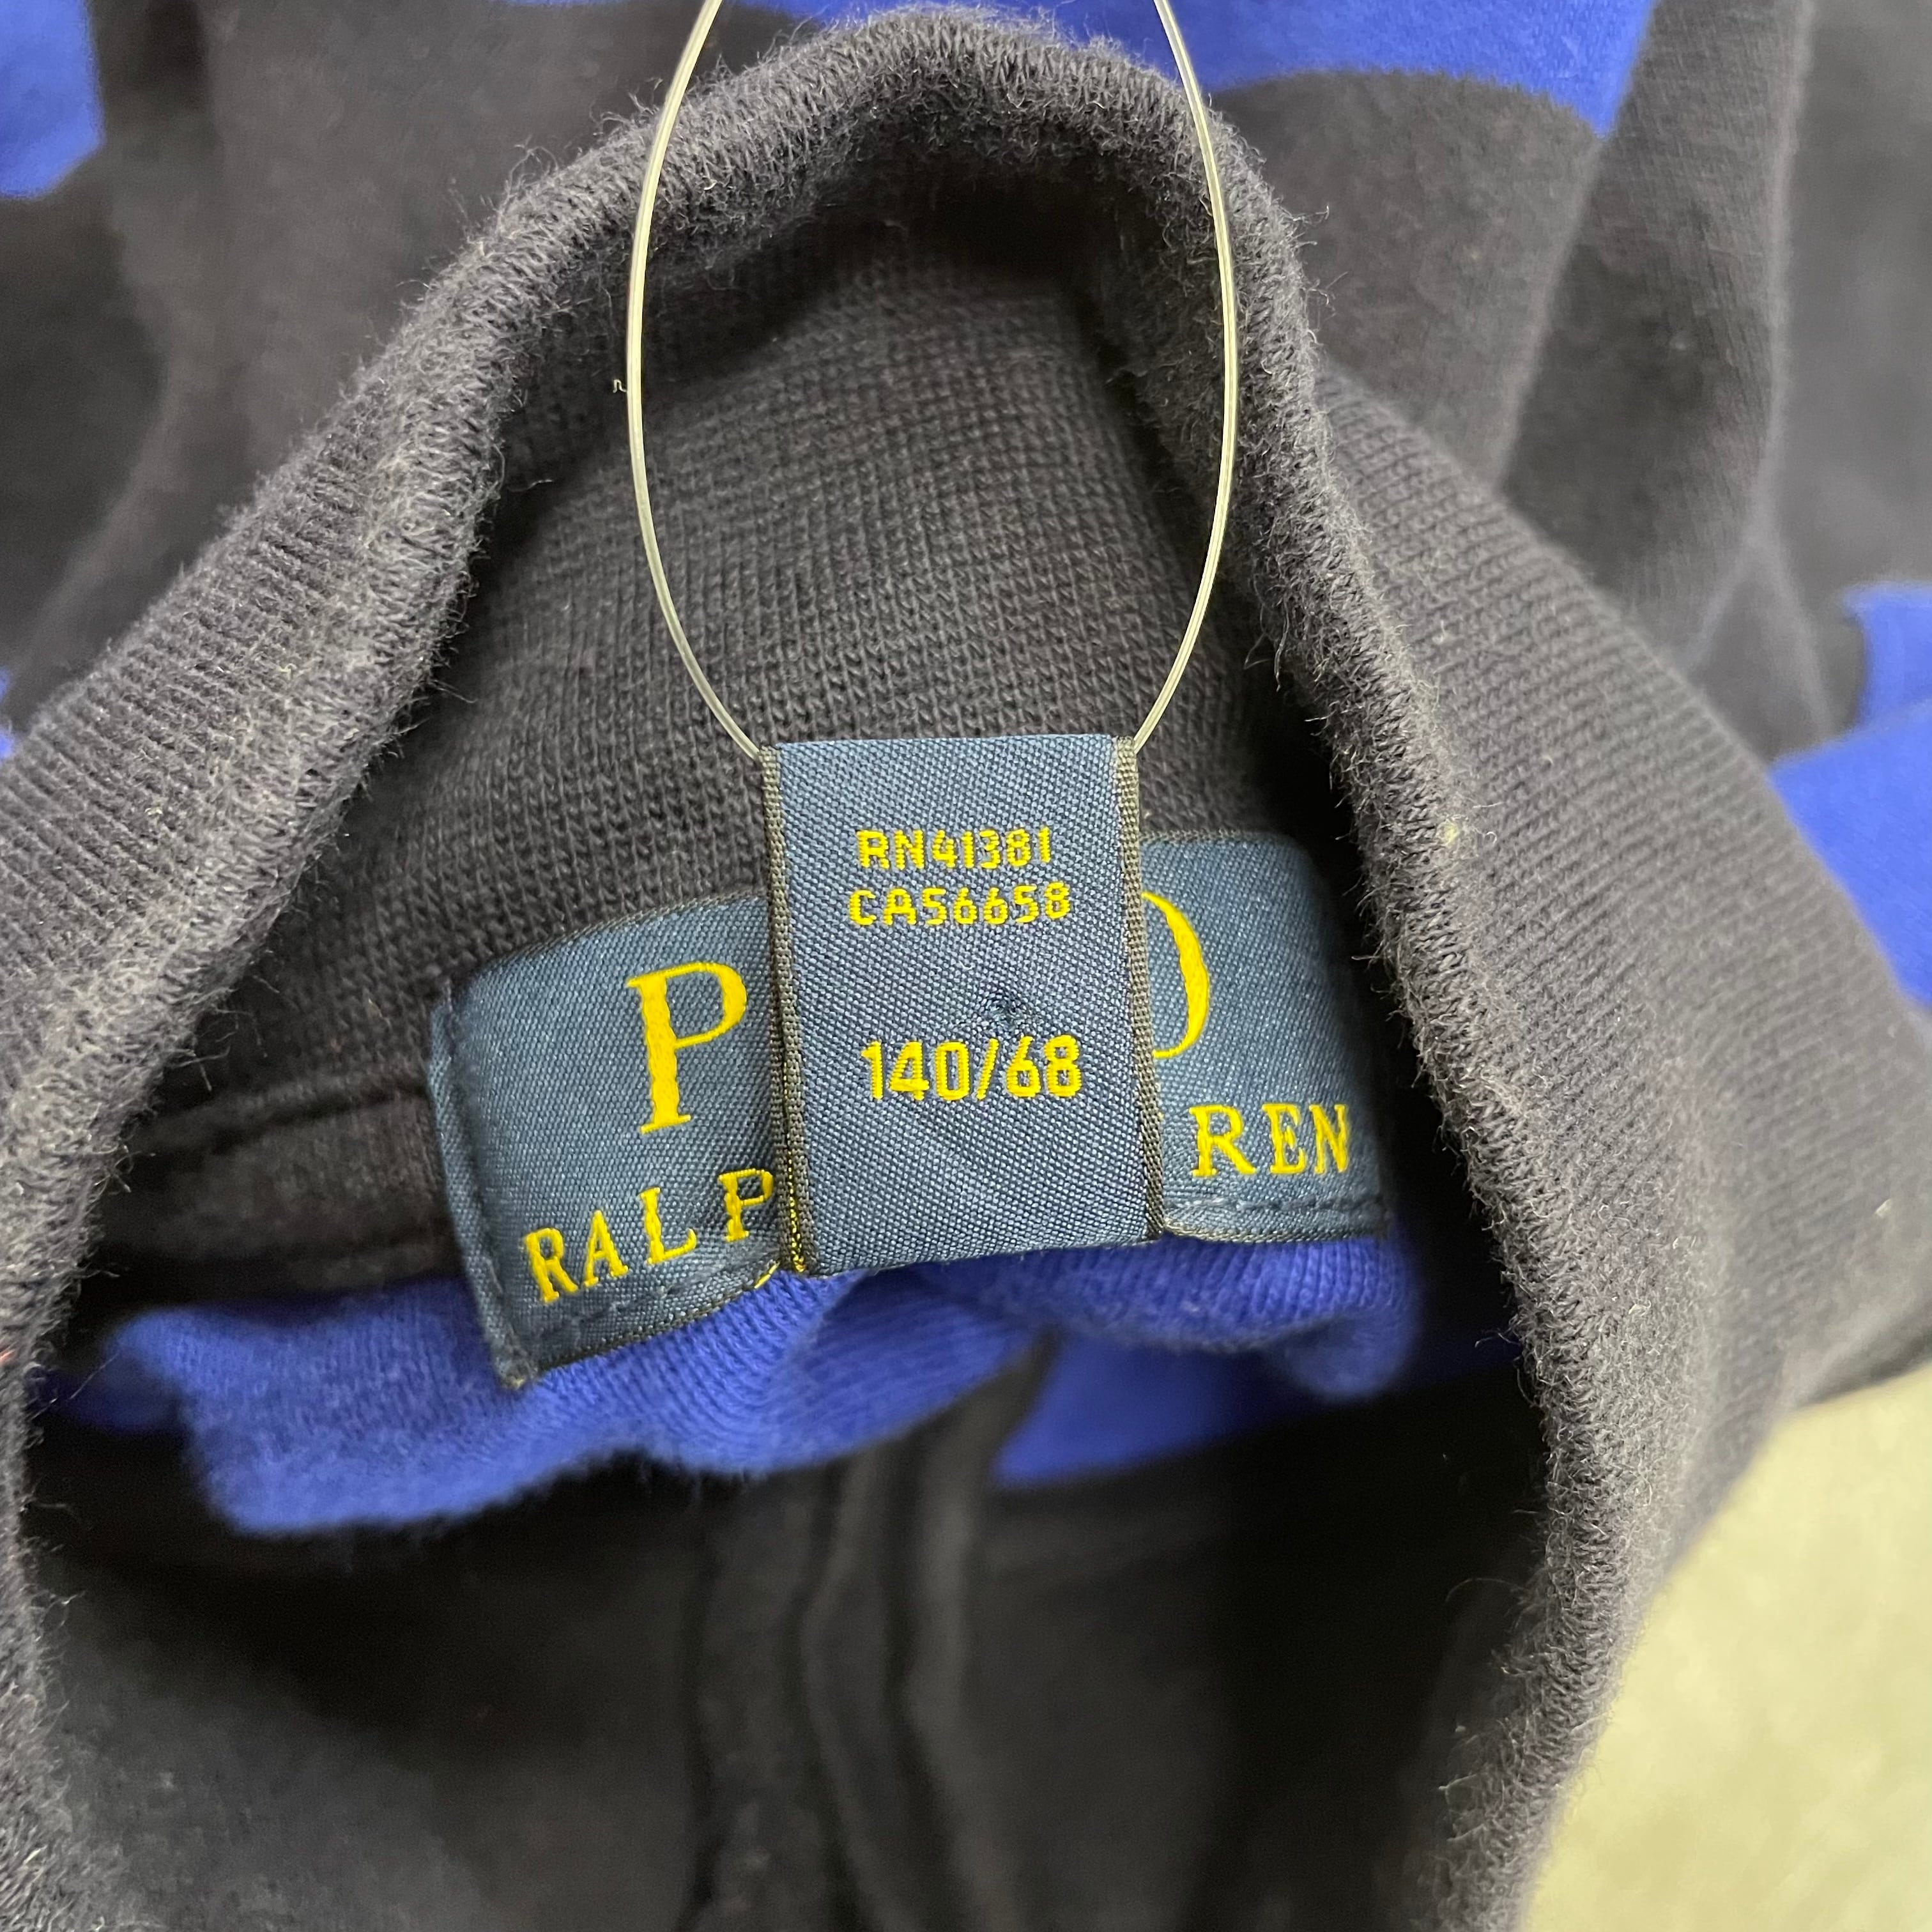 RN41381
CA56658
140/68
P O
RALP REN